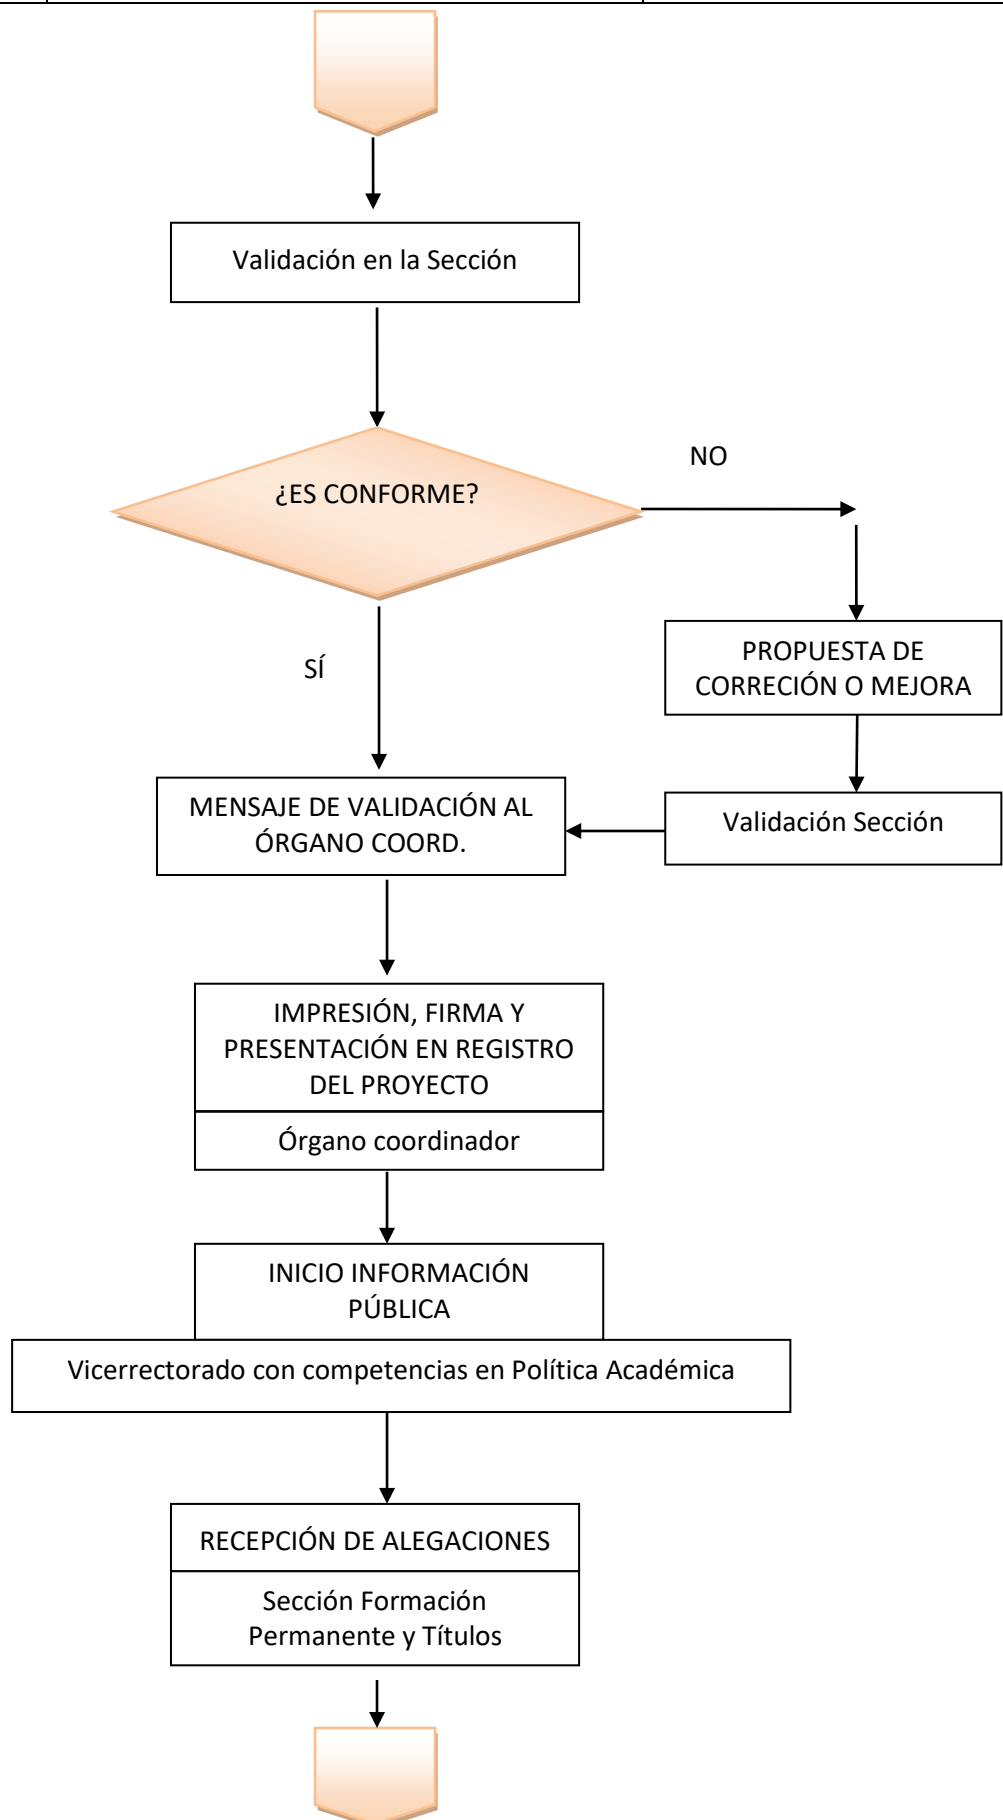 Validación en la Sección
¿ES CONFORME?
NO
SÍ
PROPUESTA DE
CORRECIÓN O MEJORA
Validación Sección
MENSAJE DE VALIDACIÓN AL
ÓRGANO COORD.
IMPRESIÓN, FIRMA Y
PRESENTACIÓN EN REGISTRO
DEL PROYECTO
Órgano coordinador
INICIO INFORMACIÓN
PÚBLICA
Vicerrectorado con competencias en Política Académica
RECEPCIÓN DE ALEGACIONES
Sección Formación
Permanente y Títulos